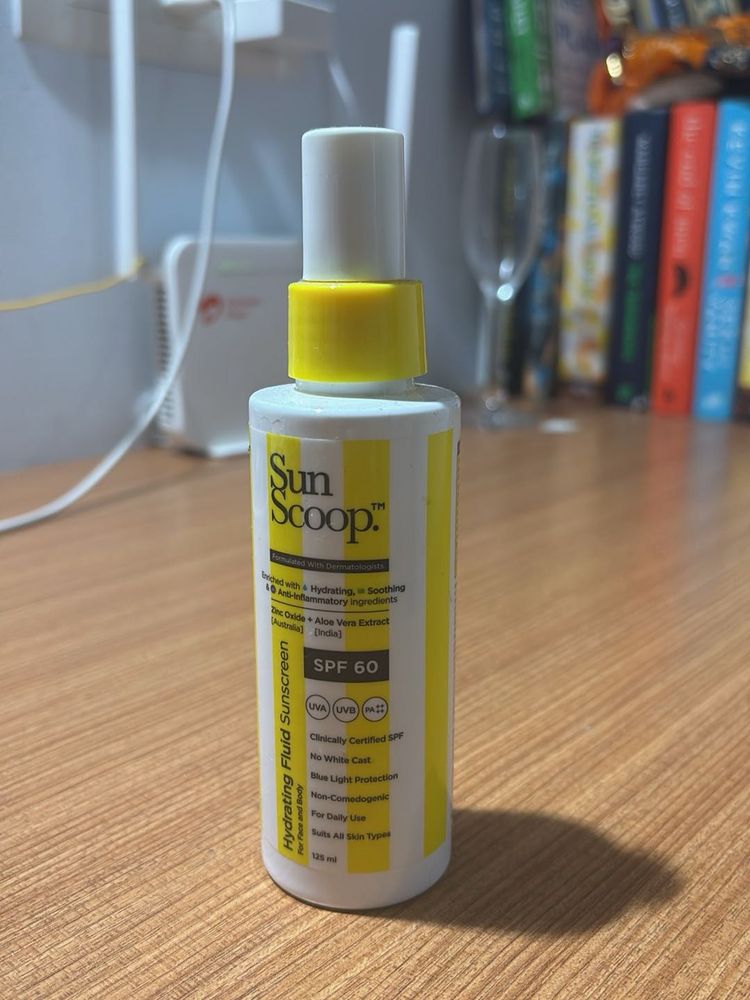 Sun
Scoop.™
Formulated With Dermatologists
Enriched with Hydrating, Soothing
& Anti-Inflammatory ingredients
Zinc Oxide + Aloe Vera Extract
[Australia] [India]
SPF 60
UVA UVB PA++++
Hydrating Fluid Sunscreen
For Face and Body
Clinically Certified SPF
No White Cast
Blue Light Protection
Non-Comedogenic
For Daily Use
Suits All Skin Types
125 ml